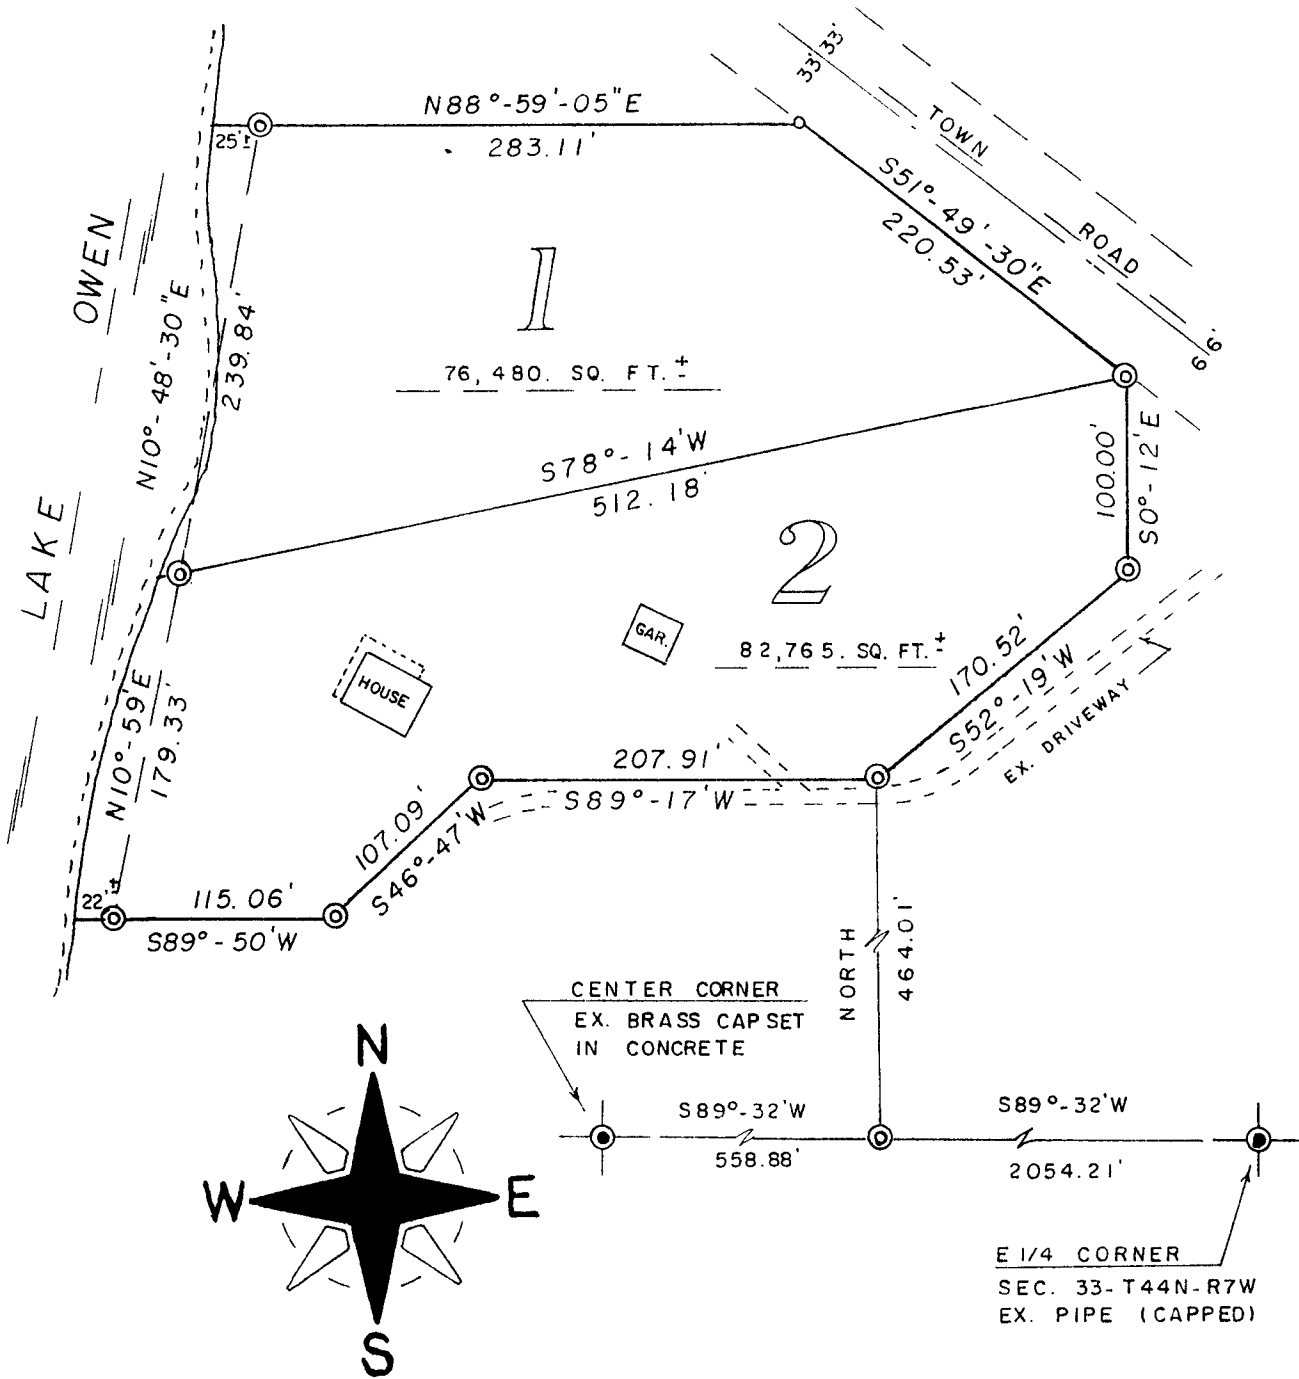 33' 33'
TOWN
ROAD
66'
N88°-59'-05"E
283.11'
25'±
S51°-49'-30"E
220.53'
OWEN
LAKE
N10°-48'-30"E
239.84'
1
76,480. SQ. FT. ±
S78°-14'W
512.18'
100.00'
S0°-12'E
2
82,765. SQ. FT. ±
GAR.
HOUSE
170.52'
S52°-19'W
EX. DRIVEWAY
N10°-59'E
179.33'
207.91'
S89°-17'W
107.09'
S46°-47'W
22'±
115.06'
S89°-50'W
NORTH
464.01'
CENTER CORNER
EX. BRASS CAP SET
IN CONCRETE
S89°-32'W
558.88'
S89°-32'W
2054.21'
E 1/4 CORNER
SEC. 33-T44N-R7W
EX. PIPE (CAPPED)
N
W
E
S